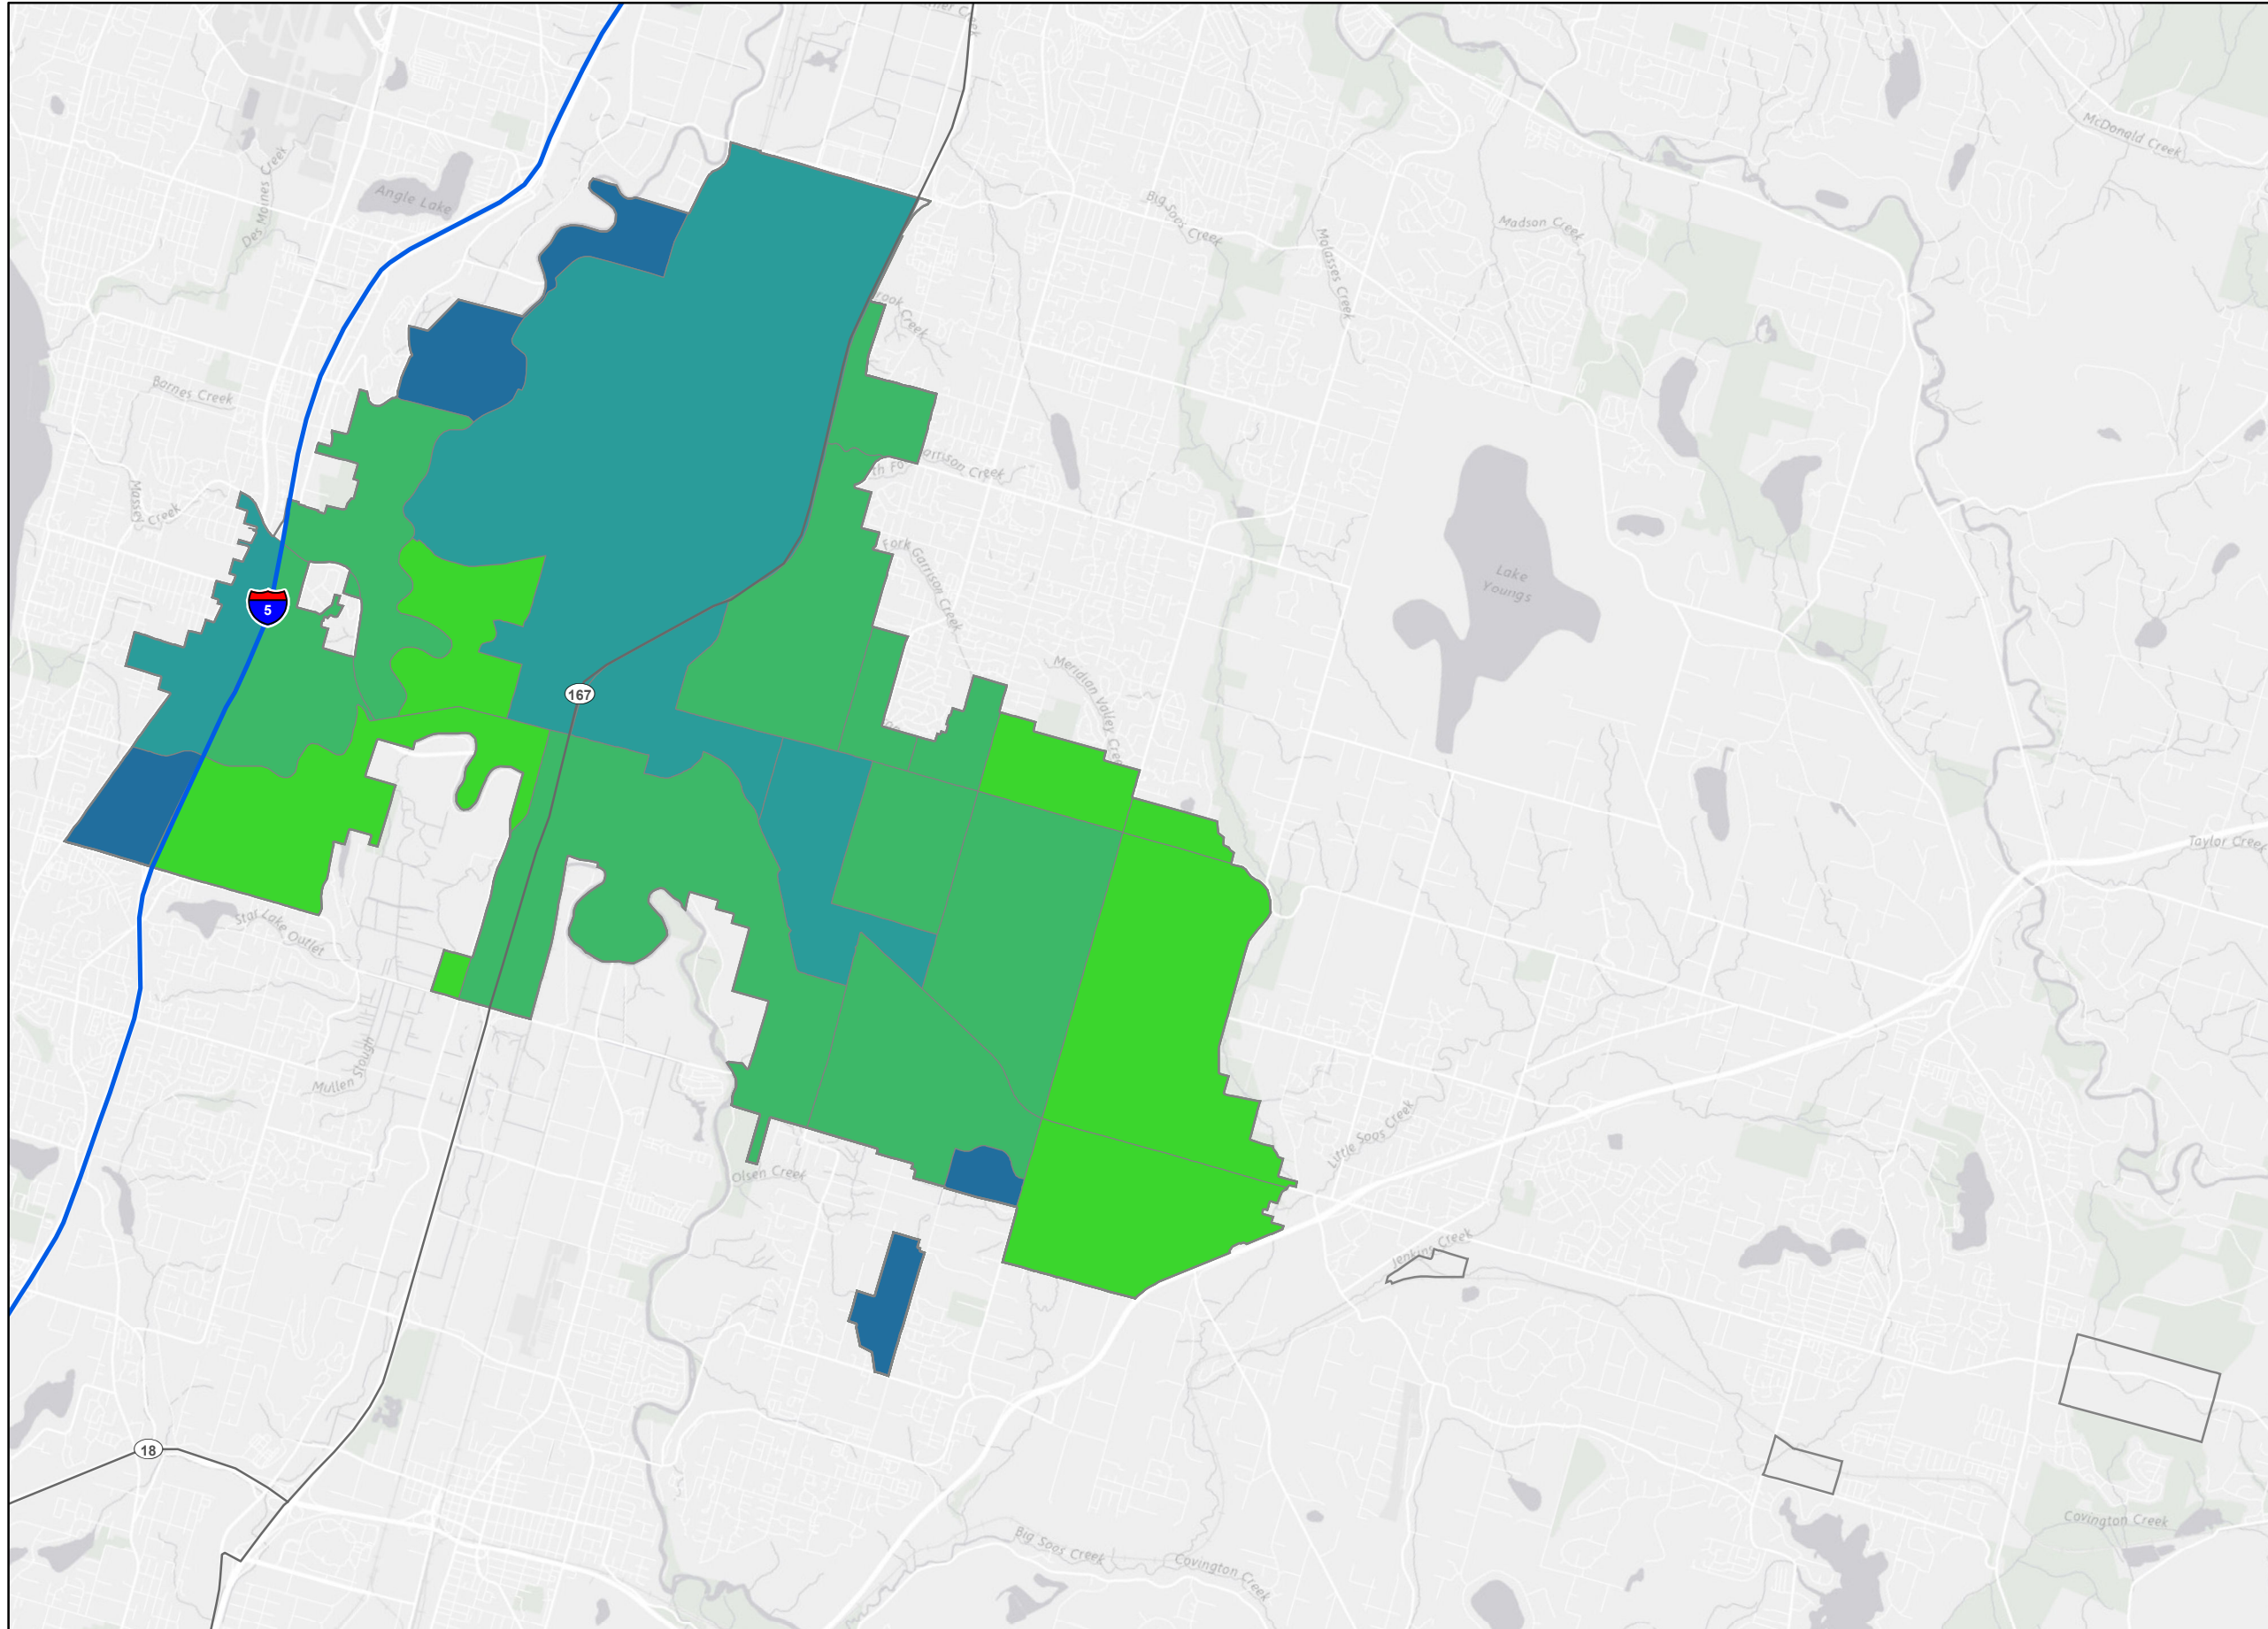 Angle Lake
Des Moines Creek
McDonald Creek
Big Soos Creek
Molasses Creek
Madson Creek
Barnes Creek
Massey Creek
Garrison Creek
Fork Garrison Creek
Lake
Youngs
5
Meridian Valley Creek
167
Taylor Creek
Star Lake Outlet
Mullen Slough
Little Soos Creek
Olsen Creek
Jenkins Creek
18
Covington Creek
Big Soos Creek
Covington Creek